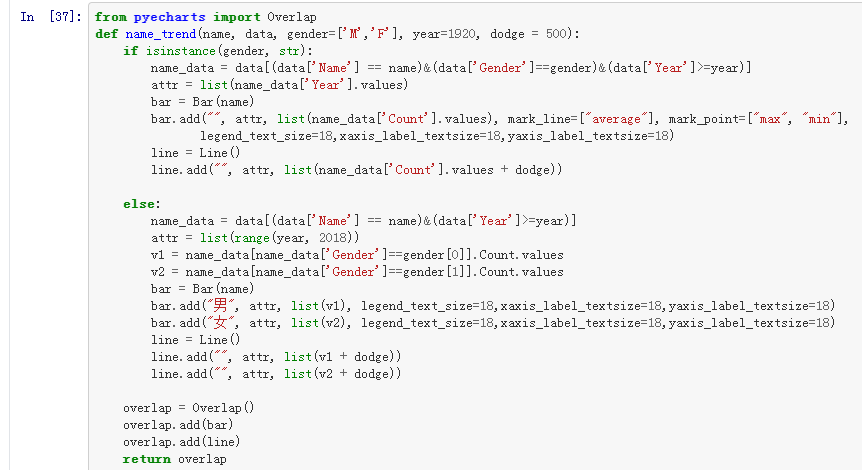 In [37]: from pyecharts import Overlap
def name_trend(name, data, gender=['M','F'], year=1920, dodge = 500):
    if isinstance(gender, str):
        name_data = data[(data['Name'] == name)&(data['Gender']==gender)&(data['Year']>=year)]
        attr = list(name_data['Year'].values)
        bar = Bar(name)
        bar.add("", attr, list(name_data['Count'].values), mark_line=["average"], mark_point=["max", "min"],
               legend_text_size=18,xaxis_label_textsize=18,yaxis_label_textsize=18)
        line = Line()
        line.add("", attr, list(name_data['Count'].values + dodge))
    else:
        name_data = data[(data['Name'] == name)&(data['Year']>=year)]
        attr = list(range(year, 2018))
        v1 = name_data[name_data['Gender']==gender[0]].Count.values
        v2 = name_data[name_data['Gender']==gender[1]].Count.values
        bar = Bar(name)
        bar.add("男", attr, list(v1), legend_text_size=18,xaxis_label_textsize=18,yaxis_label_textsize=18)
        bar.add("女", attr, list(v2), legend_text_size=18,xaxis_label_textsize=18,yaxis_label_textsize=18)
        line = Line()
        line.add("", attr, list(v1 + dodge))
        line.add("", attr, list(v2 + dodge))
    overlap = Overlap()
    overlap.add(bar)
    overlap.add(line)
    return overlap